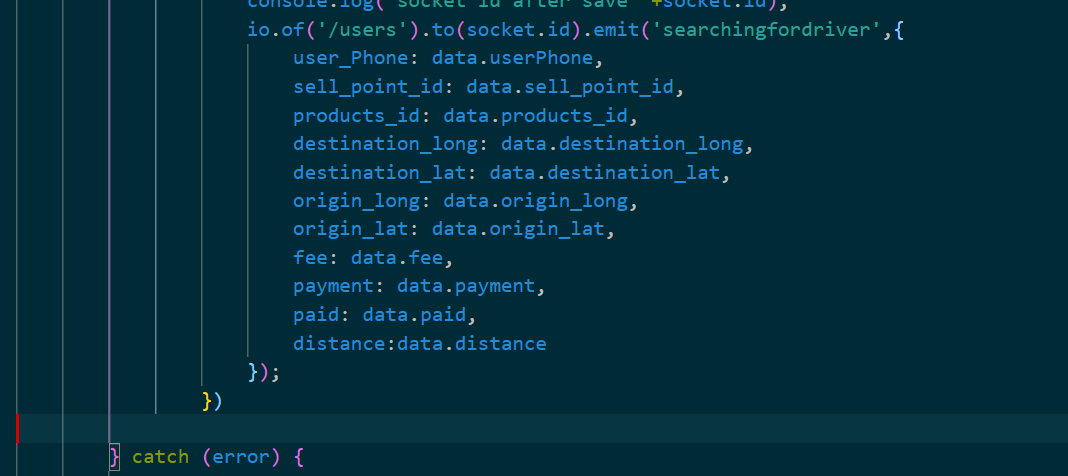 console.log("socket id after save "+socket.id);
io.of('/users').to(socket.id).emit('searchingfordriver',{
user_Phone: data.userPhone,
sell_point_id: data.sell_point_id,
products_id: data.products_id,
destination_long: data.destination_long,
destination_lat: data.destination_lat,
origin_long: data.origin_long,
origin_lat: data.origin_lat,
fee: data.fee,
payment: data.payment,
paid: data.paid,
distance:data.distance
});
})
} catch (error) {